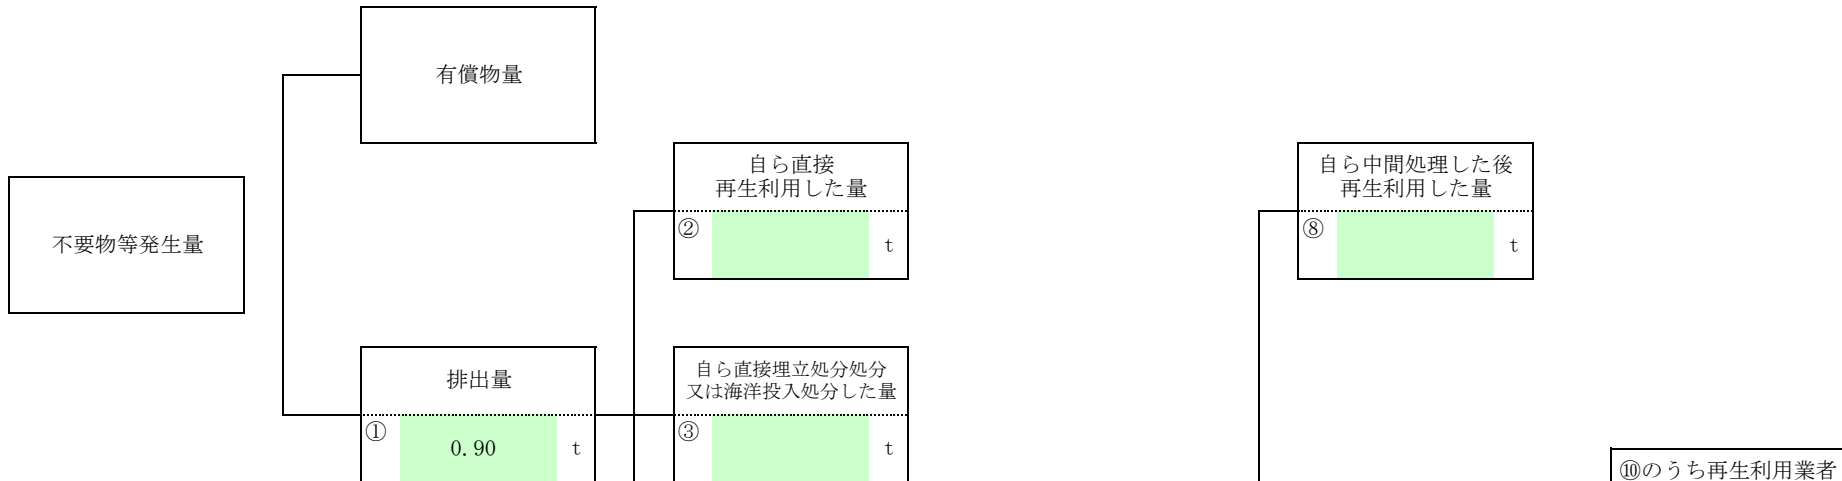 有償物量
自ら直接
再生利用した量
② t
自ら中間処理した後
再生利用した量
⑧ t
不要物等発生量
排出量
① 0.90 t
自ら直接埋立処分処分
又は海洋投入処分した量
③ t
⑩のうち再生利用業者